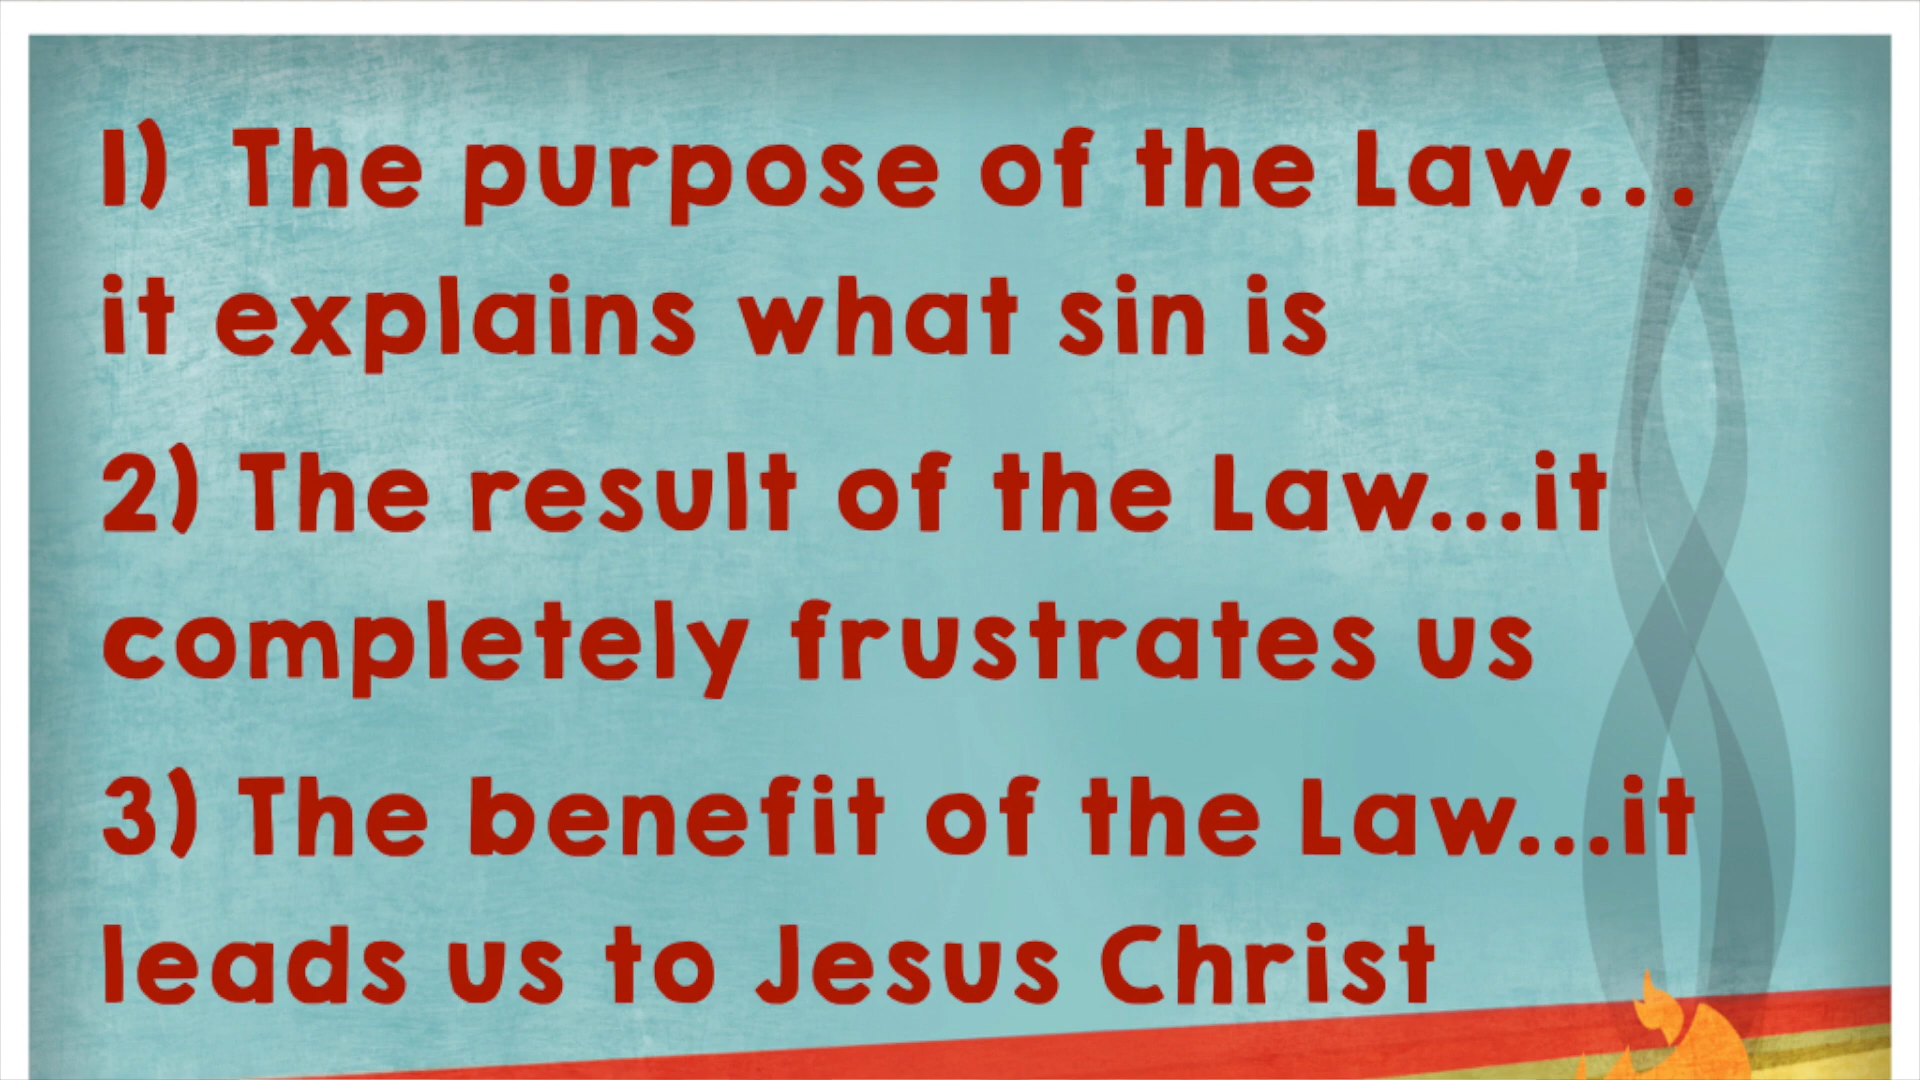 1) The purpose of the Law...
it explains what sin is
2) The result of the Law...it
completely frustrates us
3) The benefit of the Law...it
leads us to Jesus Christ